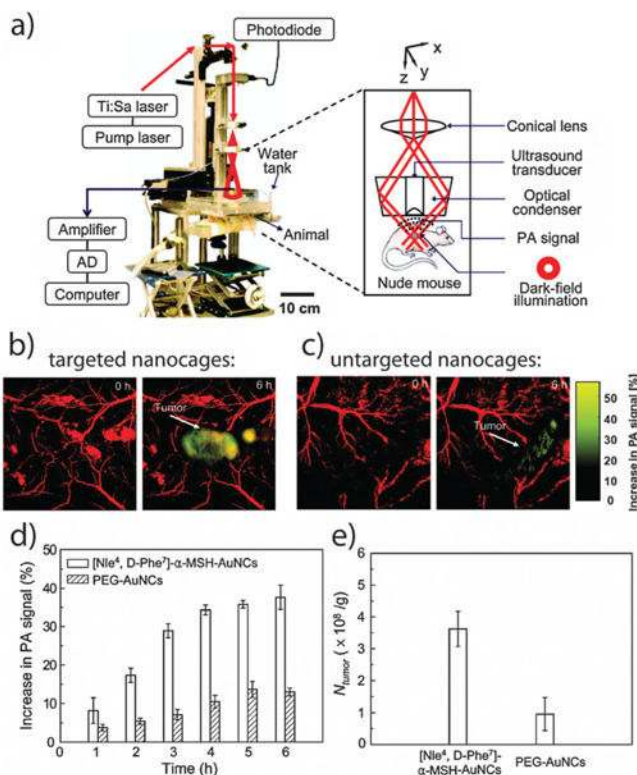 a)
Photodiode
Ti:Sa laser
Pump laser
Water
tank
Amplifier
AD
Computer
Animal
10 cm
x
y
z
Conical lens
Ultrasound
transducer
Optical
condenser
PA signal
Nude mouse
Dark-field
illumination
b) targeted nanocages:
0 h
6 h
Tumor
c) untargeted nanocages:
0 h
6 h
Tumor
50
40
30
20
10
0
Increase in PA signal [%]
d)
Increase in PA signal (%)
50
40
30
20
10
0
[Nle⁴, D-Phe⁷]-α-MSH-AuNCs
PEG-AuNCs
0 1 2 3 4 5 6
Time (h)
e)
N_tumor ( x 10⁸ /g)
6
5
4
3
2
1
0
[Nle⁴, D-Phe⁷]-
α-MSH-AuNCs
PEG-AuNCs